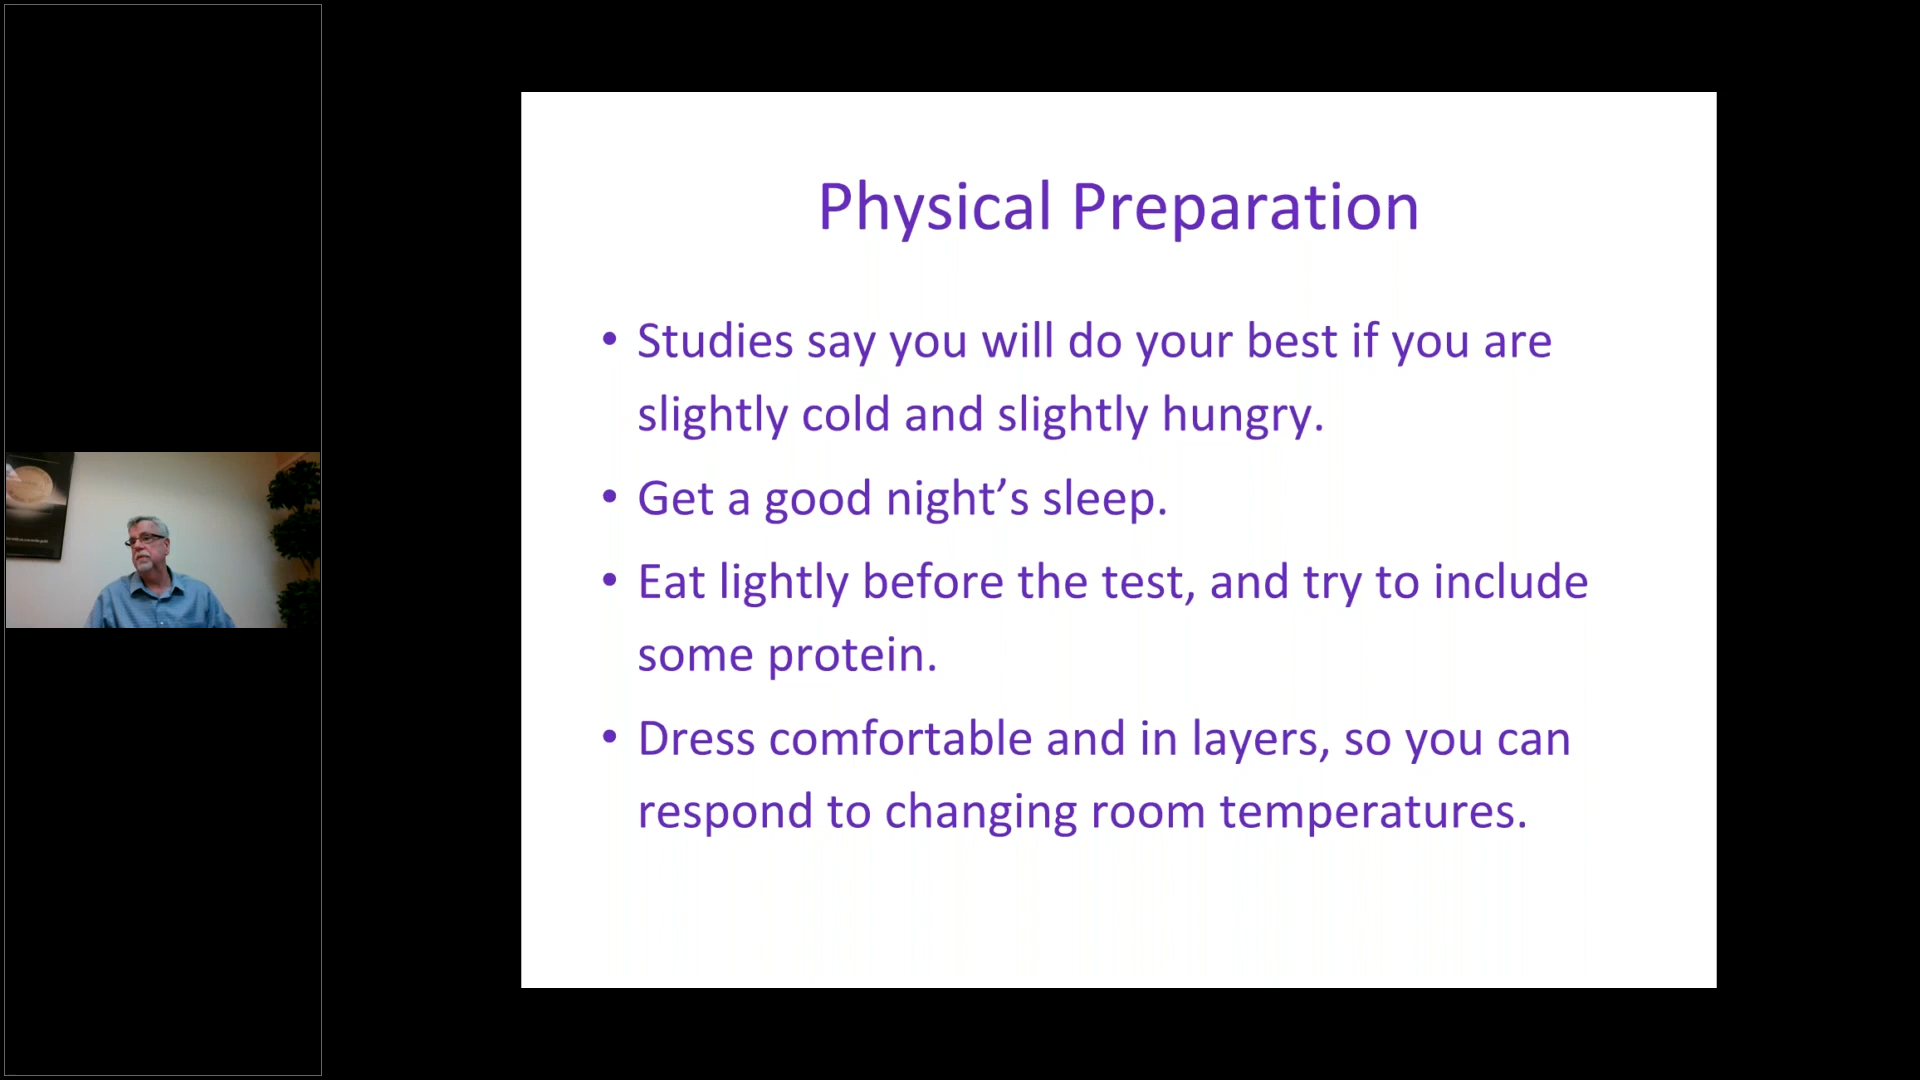 Physical Preparation
• Studies say you will do your best if you are
slightly cold and slightly hungry.
• Get a good night’s sleep.
• Eat lightly before the test, and try to include
some protein.
• Dress comfortable and in layers, so you can
respond to changing room temperatures.